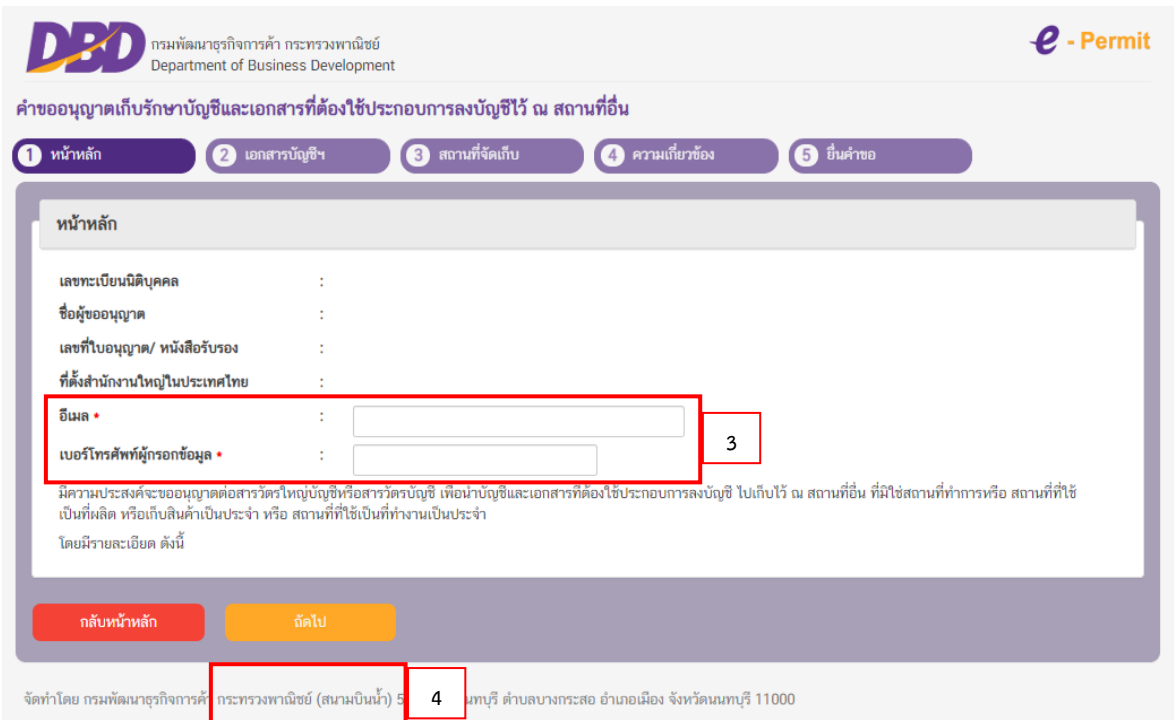 DBD
กรมพัฒนาธุรกิจการค้า กระทรวงพาณิชย์
Department of Business Development
e - Permit
คำขออนุญาตเก็บรักษาบัญชีและเอกสารที่ต้องใช้ประกอบการลงบัญชีไว้ ณ สถานที่อื่น
1 หน้าหลัก
2 เอกสารบัญชีฯ
3 สถานที่จัดเก็บ
4 ความเกี่ยวข้อง
5 ยื่นคำขอ
หน้าหลัก
เลขทะเบียนนิติบุคคล :
ชื่อผู้ขออนุญาต :
เลขที่ใบอนุญาต/ หนังสือรับรอง :
ที่ตั้งสำนักงานใหญ่ในประเทศไทย :
อีเมล * :
เบอร์โทรศัพท์ผู้กรอกข้อมูล * :
3
มีความประสงค์จะขออนุญาตต่อสารวัตรใหญ่บัญชีหรือสารวัตรบัญชี เพื่อนำบัญชีและเอกสารที่ต้องใช้ประกอบการลงบัญชี ไปเก็บไว้ ณ สถานที่อื่น ที่มิใช่สถานที่ทำการหรือ สถานที่ที่ใช้
เป็นที่ผลิต หรือเก็บสินค้าเป็นประจำ หรือ สถานที่ที่ใช้เป็นที่ทำงานเป็นประจำ
โดยมีรายละเอียด ดังนี้
กลับหน้าหลัก
ถัดไป
จัดทำโดย กรมพัฒนาธุรกิจการค้า กระทรวงพาณิชย์ (สนามบินน้ำ) 5 4 นทบุรี ตำบลบางกระสอ อำเภอเมือง จังหวัดนนทบุรี 11000